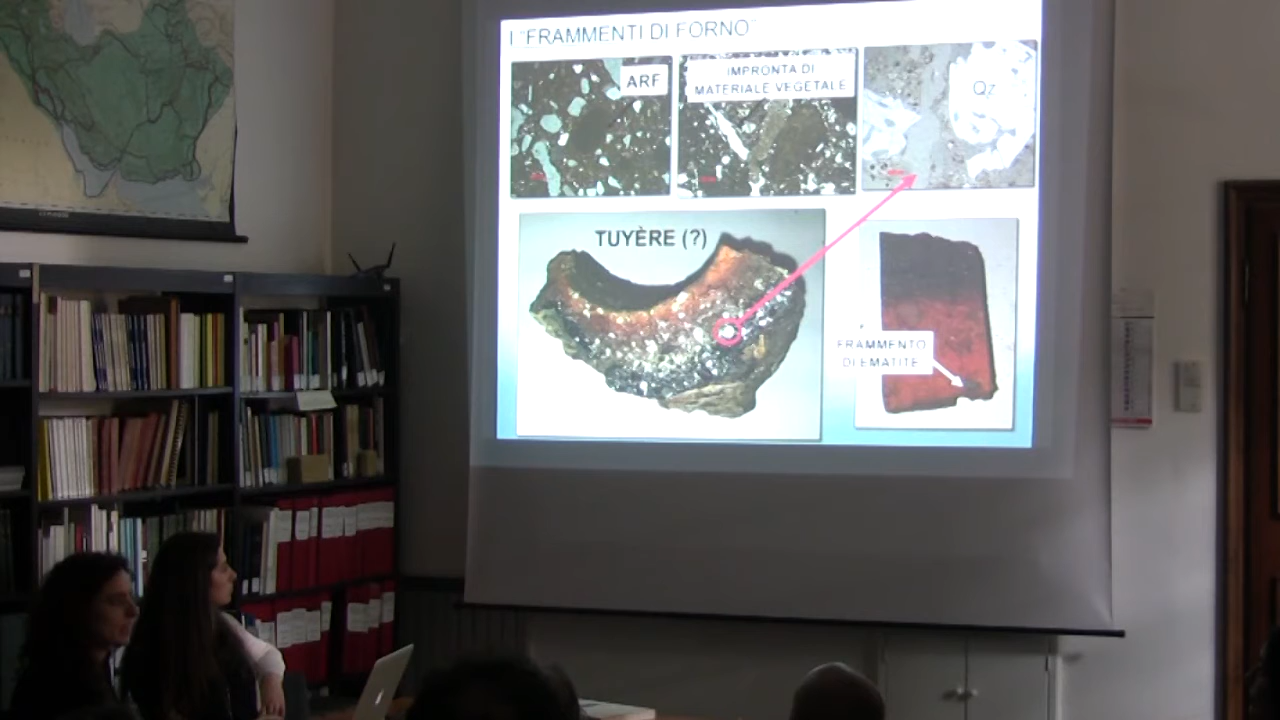 I "FRAMMENTI DI FORNO"
ARF
IMPRONTA DI
MATERIALE VEGETALE
Qz
TUYÈRE (?)
FRAMMENTO
DI EMATITE